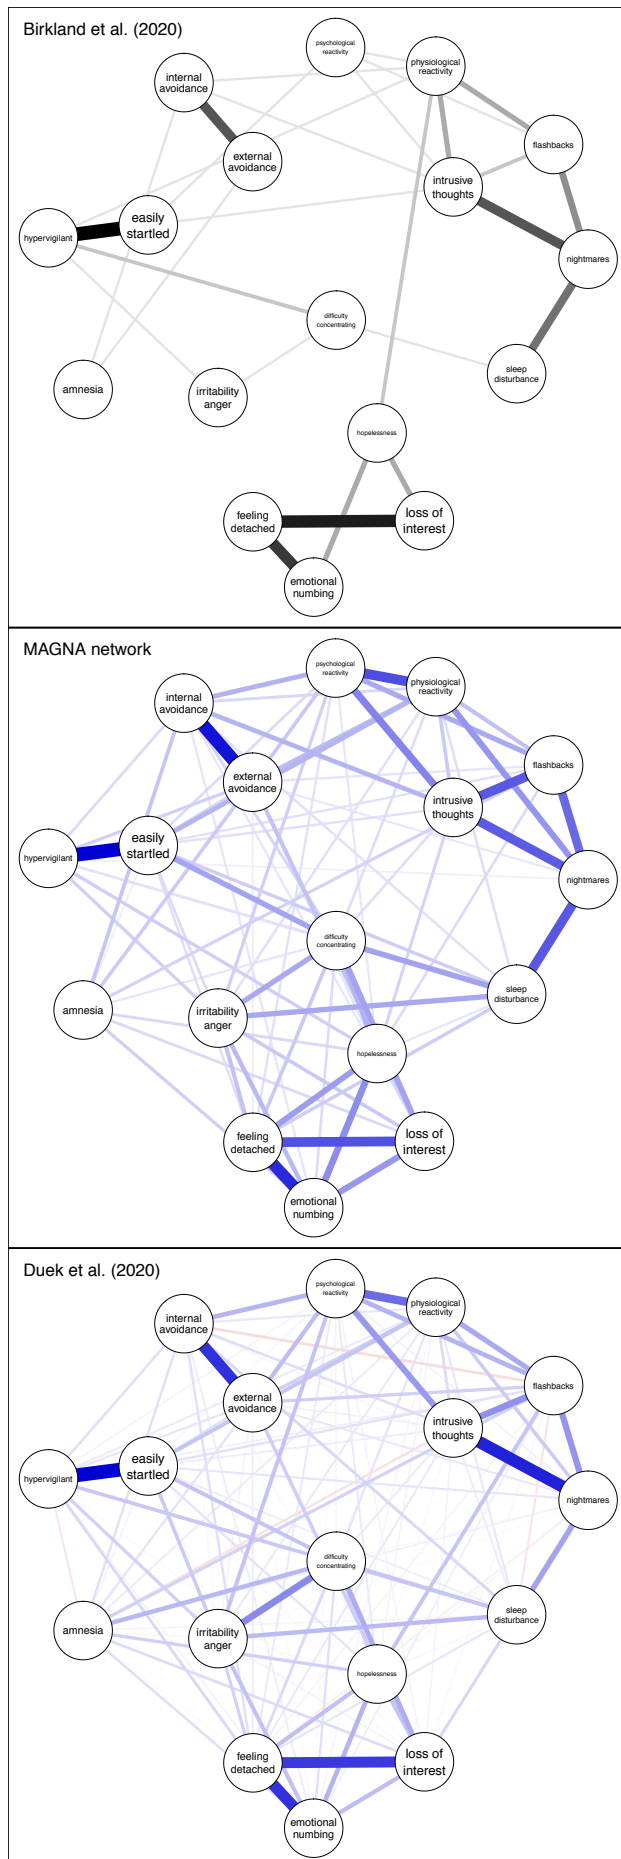 Birkland et al. (2020)
psychological
reactivity
physiological
reactivity
internal
avoidance
flashbacks
external
avoidance
intrusive
thoughts
easily
startled
hypervigilant
nightmares
difficulty
concentrating
sleep
disturbance
amnesia
irritability
anger
hopelessness
feeling
detached
loss of
interest
emotional
numbing
MAGNA network
psychological
reactivity
physiological
reactivity
internal
avoidance
flashbacks
external
avoidance
intrusive
thoughts
easily
startled
hypervigilant
nightmares
difficulty
concentrating
sleep
disturbance
amnesia
irritability
anger
hopelessness
feeling
detached
loss of
interest
emotional
numbing
Duek et al. (2020)
psychological
reactivity
physiological
reactivity
internal
avoidance
flashbacks
external
avoidance
intrusive
thoughts
easily
startled
hypervigilant
nightmares
difficulty
concentrating
sleep
disturbance
amnesia
irritability
anger
hopelessness
feeling
detached
loss of
interest
emotional
numbing